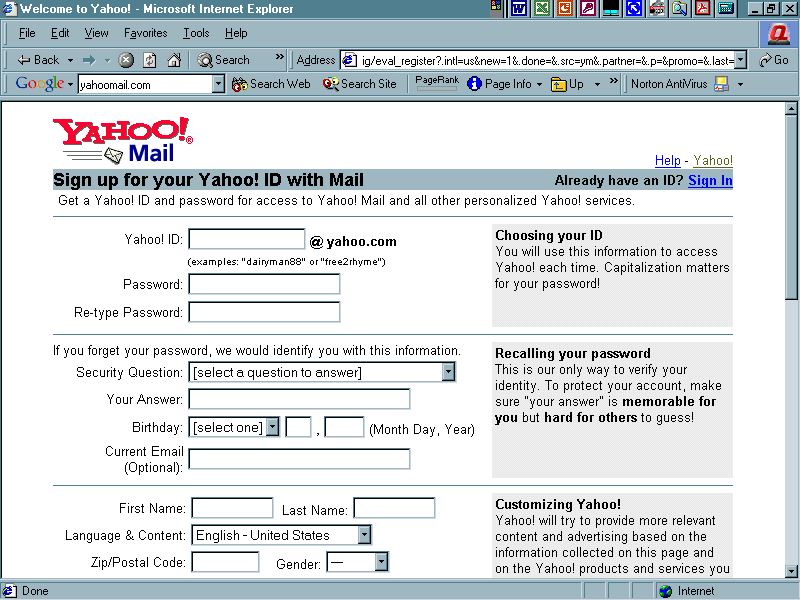 Welcome to Yahoo! - Microsoft Internet Explorer
File Edit View Favorites Tools Help
Back Search » Address ig/eval_register?.intl=us&new=1&.done=&.src=ym&.partner=&.p=&promo=&.last= Go
Google yahoomail.com Search Web Search Site PageRank Page Info Up » Norton AntiVirus
YAHOO!®
Mail
Help - Yahoo!
Sign up for your Yahoo! ID with Mail Already have an ID? Sign In
Get a Yahoo! ID and password for access to Yahoo! Mail and all other personalized Yahoo! services.
Yahoo! ID: @ yahoo.com
(examples: "dairyman88" or "free2rhyme")
Password:
Re-type Password:
Choosing your ID
You will use this information to access
Yahoo! each time. Capitalization matters
for your password!
If you forget your password, we would identify you with this information.
Security Question: [select a question to answer]
Your Answer:
Birthday: [select one] , (Month Day, Year)
Current Email
(Optional):
Recalling your password
This is our only way to verify your
identity. To protect your account, make
sure "your answer" is memorable for
you but hard for others to guess!
First Name: Last Name:
Language & Content: English - United States
Zip/Postal Code: Gender: ---
Customizing Yahoo!
Yahoo! will try to provide more relevant
content and advertising based on the
information collected on this page and
on the Yahoo! products and services you
Done Internet